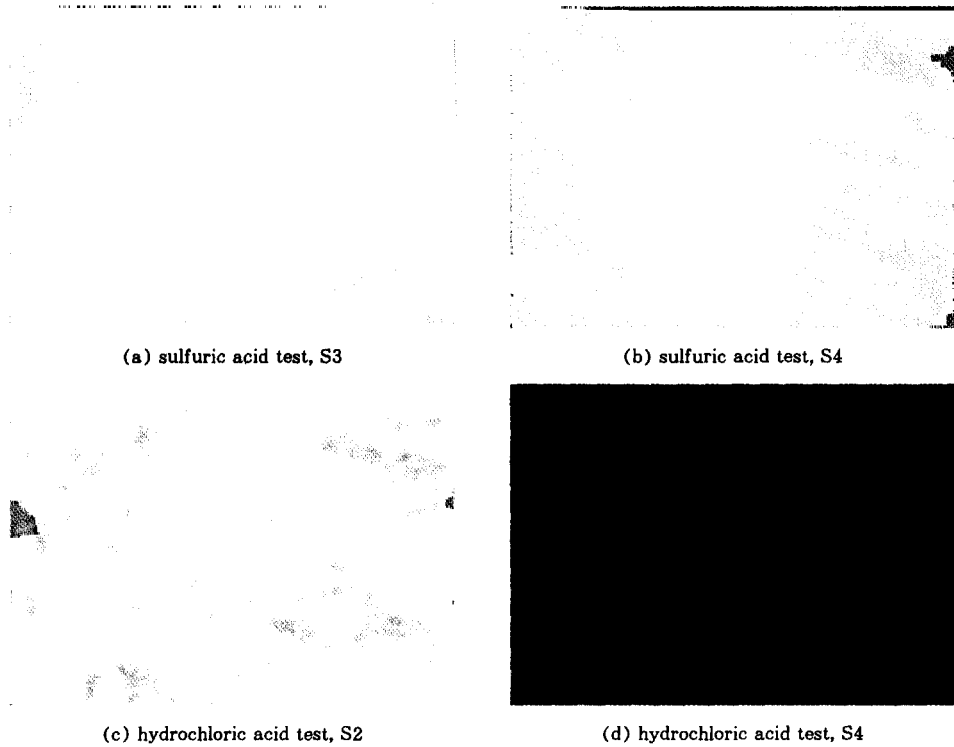 (a) sulfuric acid test, S3
(b) sulfuric acid test, S4
(c) hydrochloric acid test, S2
(d) hydrochloric acid test, S4